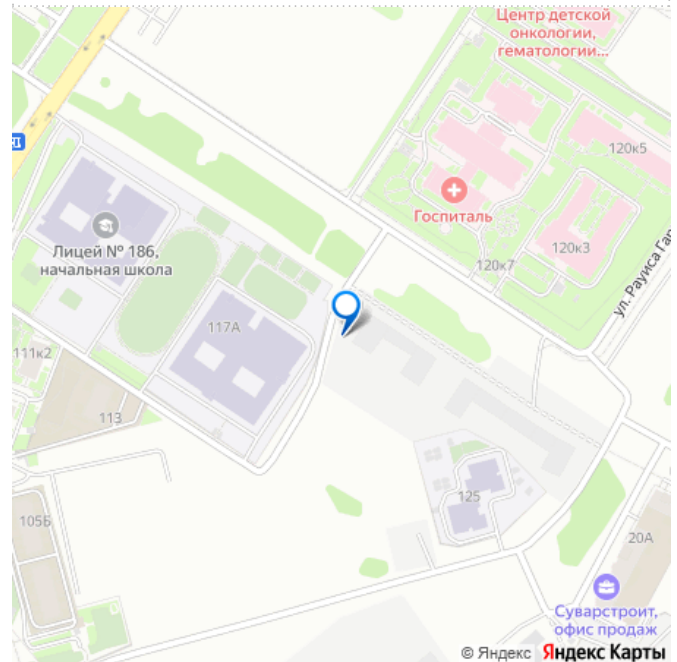 Центр детской
онкологии,
гематологии...
120к5
Госпиталь
120к3
120к7
ул. Рауиса Гар
Лицей № 186,
начальная школа
117А
111к2
113
105Б
125
20А
Суварстроит,
офис продаж
© Яндекс Яндекс Карты